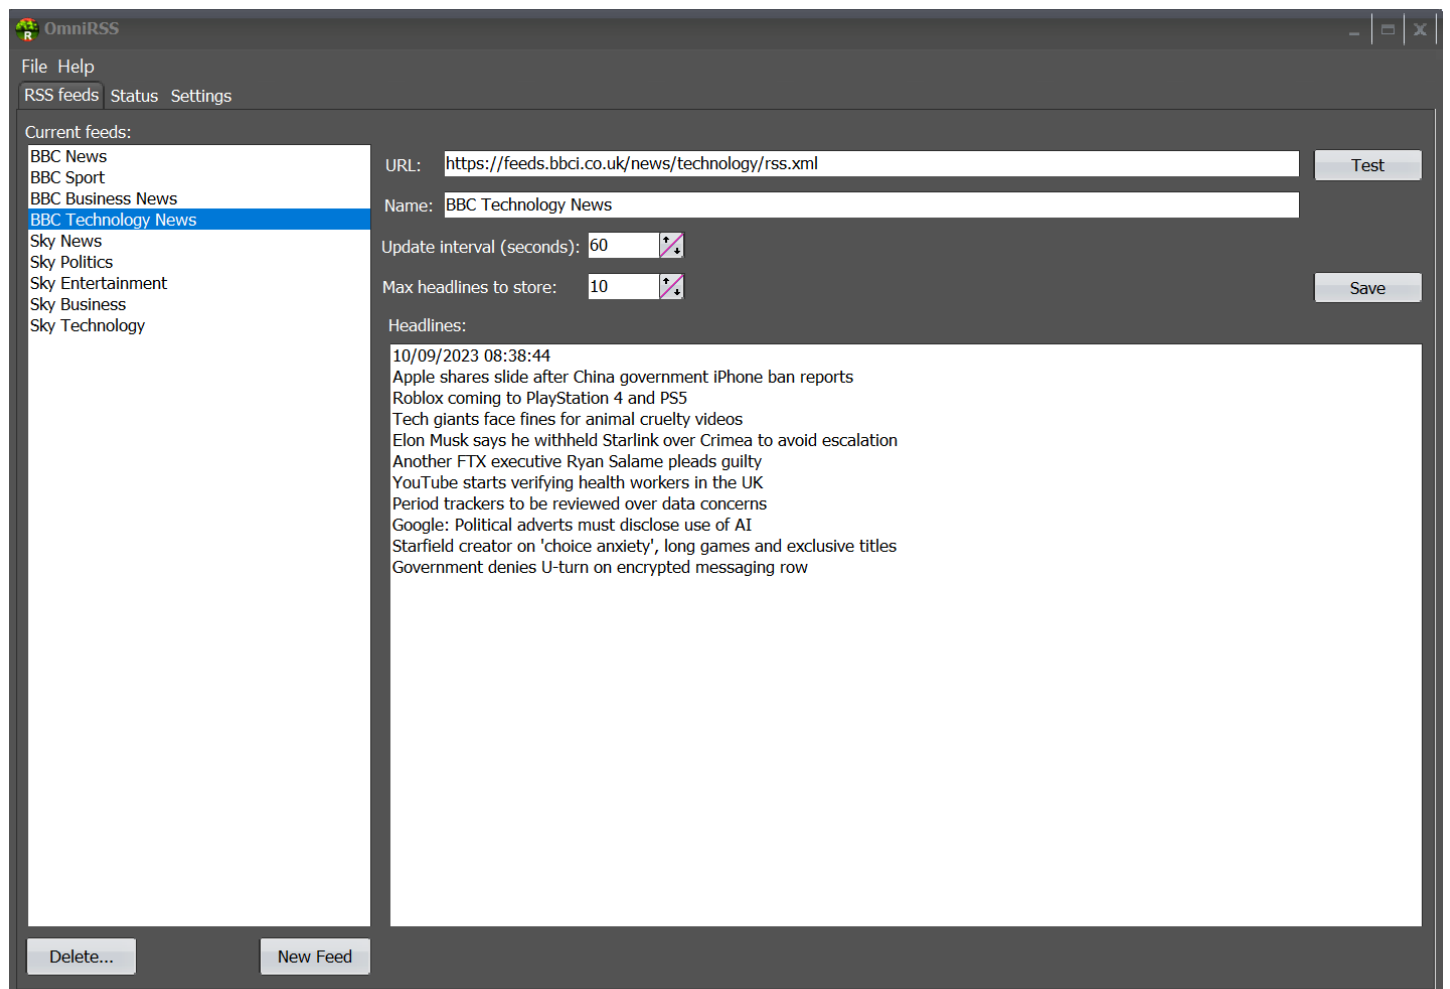 OmniRSS
File Help
RSS feeds Status Settings
Current feeds:
BBC News
BBC Sport
BBC Business News
BBC Technology News
Sky News
Sky Politics
Sky Entertainment
Sky Business
Sky Technology
Delete...
New Feed
URL: https://feeds.bbci.co.uk/news/technology/rss.xml Test
Name: BBC Technology News
Update interval (seconds): 60
Max headlines to store: 10 Save
Headlines:
10/09/2023 08:38:44
Apple shares slide after China government iPhone ban reports
Roblox coming to PlayStation 4 and PS5
Tech giants face fines for animal cruelty videos
Elon Musk says he withheld Starlink over Crimea to avoid escalation
Another FTX executive Ryan Salame pleads guilty
YouTube starts verifying health workers in the UK
Period trackers to be reviewed over data concerns
Google: Political adverts must disclose use of AI
Starfield creator on 'choice anxiety', long games and exclusive titles
Government denies U-turn on encrypted messaging row